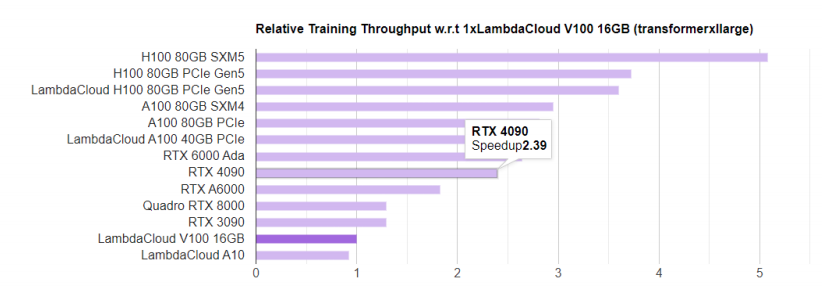 Relative Training Throughput w.r.t 1xLambdaCloud V100 16GB (transformerxllarge)
H100 80GB SXM5
H100 80GB PCIe Gen5
LambdaCloud H100 80GB PCIe Gen5
A100 80GB SXM4
A100 80GB PCIe
LambdaCloud A100 40GB PCIe
RTX 6000 Ada
RTX 4090
RTX A6000
Quadro RTX 8000
RTX 3090
LambdaCloud V100 16GB
LambdaCloud A10
RTX 4090
Speedup2.39
0 1 2 3 4 5